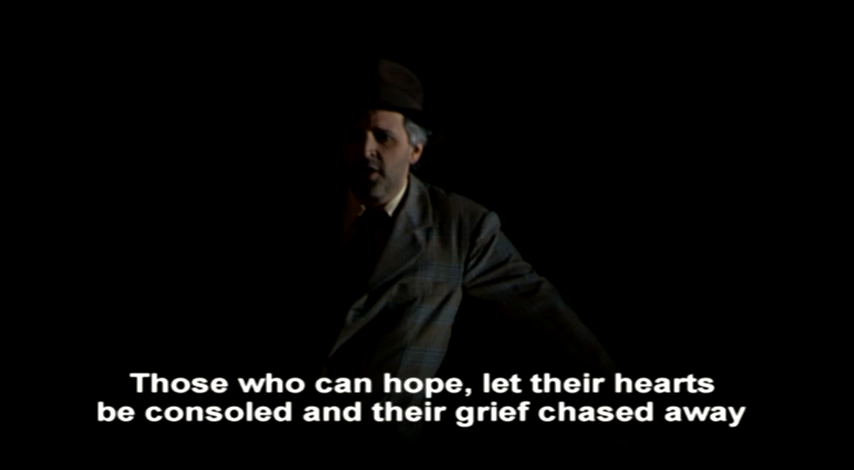 Those who can hope, let their hearts
be consoled and their grief chased away